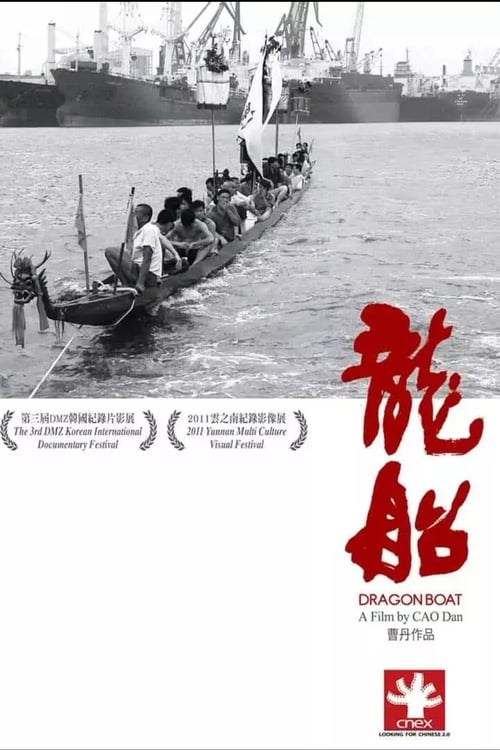 第三屆DMZ韓國紀錄片影展
The 3rd DMZ Korean International
Documentary Festival
2011雲之南紀錄影像展
2011 Yunnan Multi Culture
Visual Festival
龍
船
DRAGON BOAT
A Film by CAO Dan
曹丹作品
cnex
LOOKING FOR CHINESE 2.0